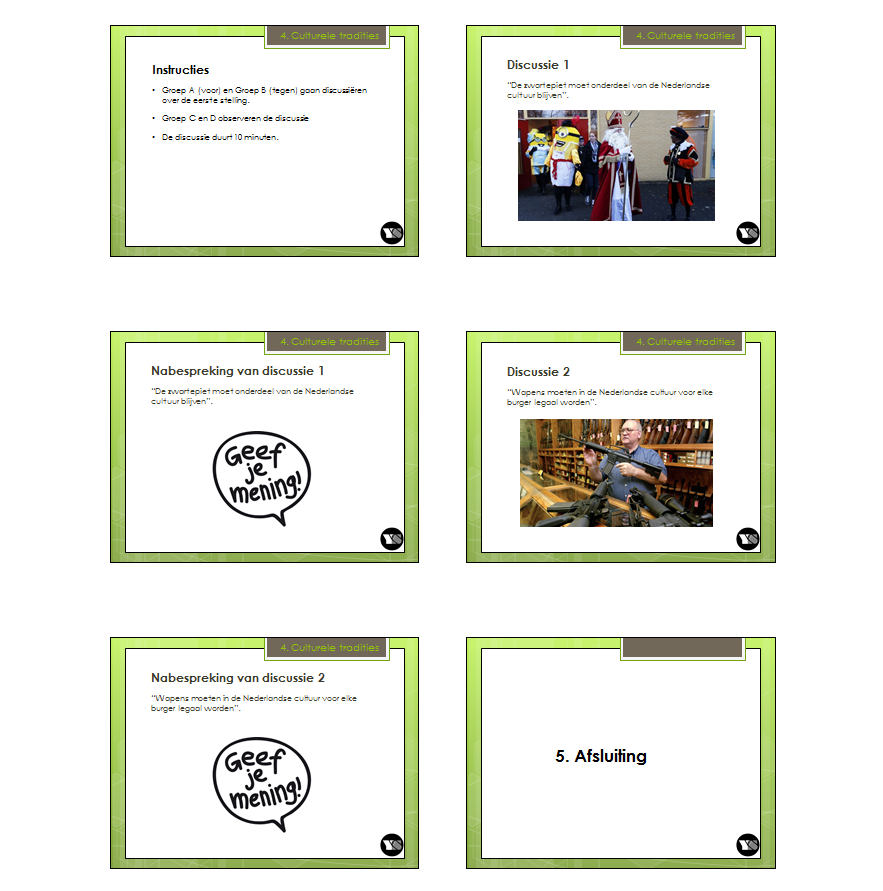 4. Culturele tradities
Instructies
• Groep A (voor) en Groep B (tegen) gaan discussiëren
over de eerste stelling.
• Groep C en D observeren de discussie
• De discussie duurt 10 minuten.
4. Culturele tradities
Discussie 1
“De zwartepiet moet onderdeel van de Nederlandse
cultuur blijven”.
4. Culturele tradities
Nabespreking van discussie 1
“De zwartepiet moet onderdeel van de Nederlandse
cultuur blijven”.
Geef
je
mening!
4. Culturele tradities
Discussie 2
“Wapens moeten in de Nederlandse cultuur voor elke
burger legaal worden”.
4. Culturele tradities
Nabespreking van discussie 2
“Wapens moeten in de Nederlandse cultuur voor elke
burger legaal worden”.
Geef
je
mening!
5. Afsluiting